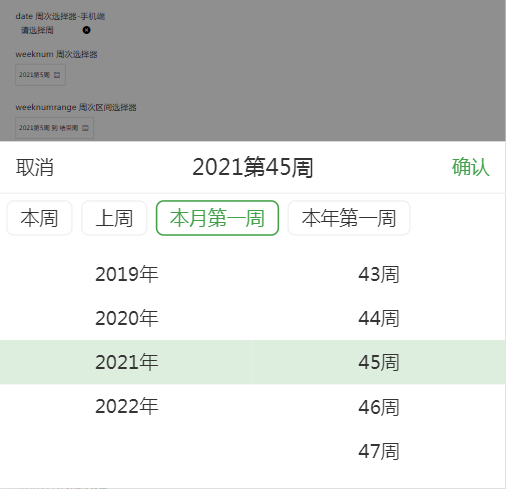 date 周次选择器-手机端
请选择周
weeknum 周次选择器
2021第5周
weeknumrange 周次区间选择器
2021第5周 到 结束周
取消 2021第45周 确认
本周 上周 本月第一周 本年第一周
2019年 43周
2020年 44周
2021年 45周
2022年 46周
47周